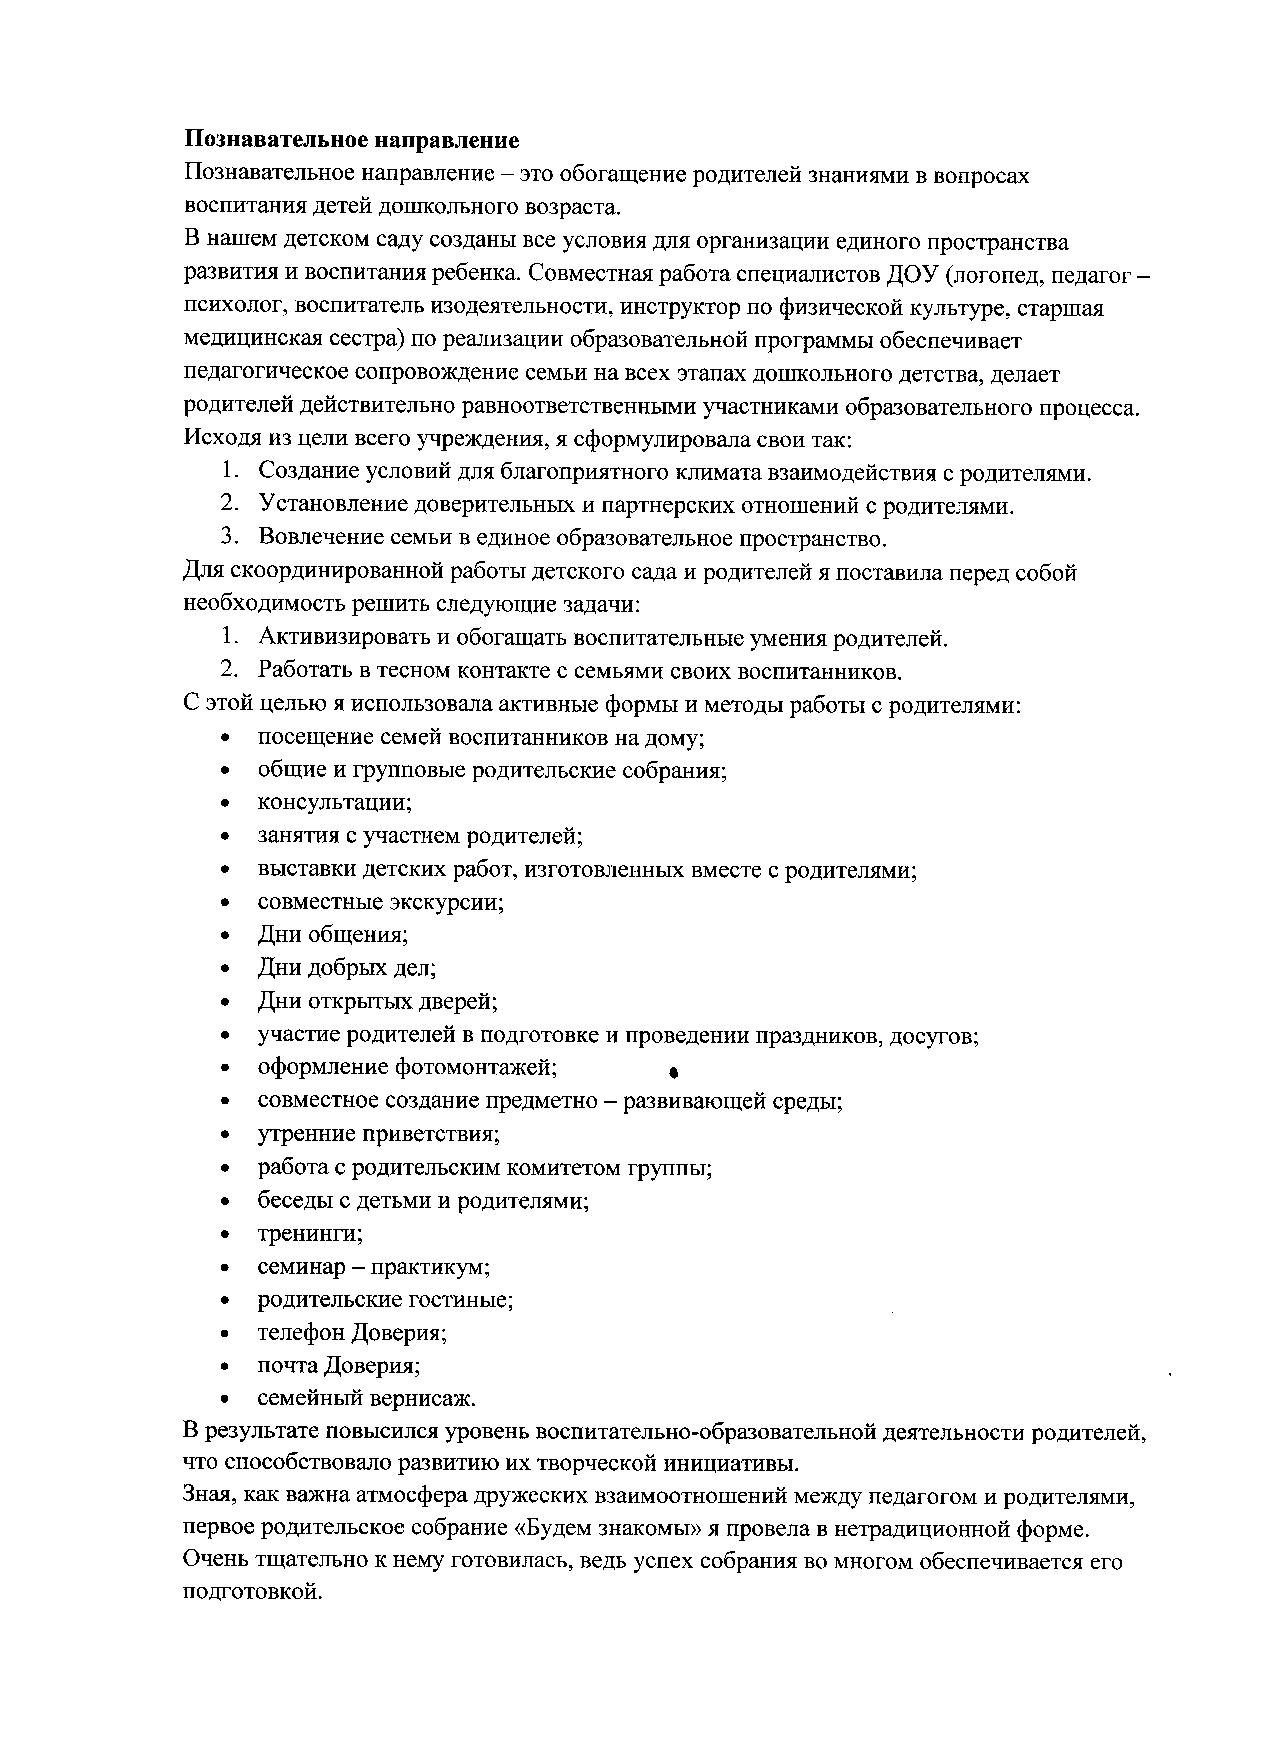 Познавательное направление
Познавательное направление – это обогащение родителей знаниями в вопросах
воспитания детей дошкольного возраста.
В нашем детском саду созданы все условия для организации единого пространства
развития и воспитания ребенка. Совместная работа специалистов ДОУ (логопед, педагог –
психолог, воспитатель изодеятельности, инструктор по физической культуре, старшая
медицинская сестра) по реализации образовательной программы обеспечивает
педагогическое сопровождение семьи на всех этапах дошкольного детства, делает
родителей действительно равноответственными участниками образовательного процесса.
Исходя из цели всего учреждения, я сформулировала свои так:
1. Создание условий для благоприятного климата взаимодействия с родителями.
2. Установление доверительных и партнерских отношений с родителями.
3. Вовлечение семьи в единое образовательное пространство.
Для скоординированной работы детского сада и родителей я поставила перед собой
необходимость решить следующие задачи:
1. Активизировать и обогащать воспитательные умения родителей.
2. Работать в тесном контакте с семьями своих воспитанников.
С этой целью я использовала активные формы и методы работы с родителями:
• посещение семей воспитанников на дому;
• общие и групповые родительские собрания;
• консультации;
• занятия с участием родителей;
• выставки детских работ, изготовленных вместе с родителями;
• совместные экскурсии;
• Дни общения;
• Дни добрых дел;
• Дни открытых дверей;
• участие родителей в подготовке и проведении праздников, досугов;
• оформление фотомонтажей;
• совместное создание предметно – развивающей среды;
• утренние приветствия;
• работа с родительским комитетом группы;
• беседы с детьми и родителями;
• тренинги;
• семинар – практикум;
• родительские гостиные;
• телефон Доверия;
• почта Доверия;
• семейный вернисаж.
В результате повысился уровень воспитательно-образовательной деятельности родителей,
что способствовало развитию их творческой инициативы.
Зная, как важна атмосфера дружеских взаимоотношений между педагогом и родителями,
первое родительское собрание «Будем знакомы» я провела в нетрадиционной форме.
Очень тщательно к нему готовилась, ведь успех собрания во многом обеспечивается его
подготовкой.